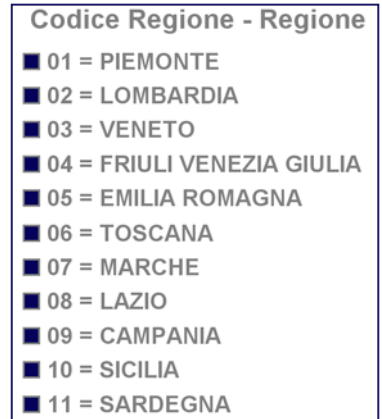 Codice Regione - Regione
01 = PIEMONTE
02 = LOMBARDIA
03 = VENETO
04 = FRIULI VENEZIA GIULIA
05 = EMILIA ROMAGNA
06 = TOSCANA
07 = MARCHE
08 = LAZIO
09 = CAMPANIA
10 = SICILIA
11 = SARDEGNA